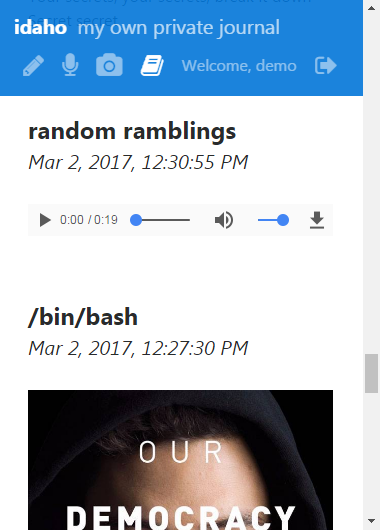 idaho my own private journal
Welcome, demo
random ramblings
Mar 2, 2017, 12:30:55 PM
0:00 / 0:19
/bin/bash
Mar 2, 2017, 12:27:30 PM
OUR
DEMOCRACY